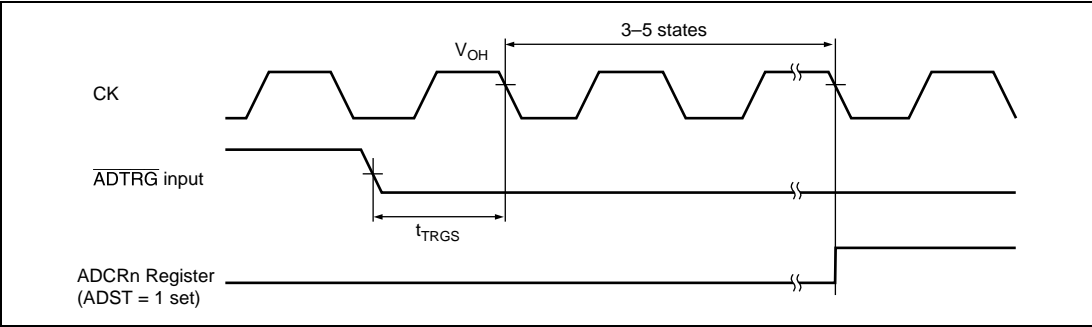 3–5 states
VOH
CK
ADTRG input
tTRGS
ADCRn Register
(ADST = 1 set)